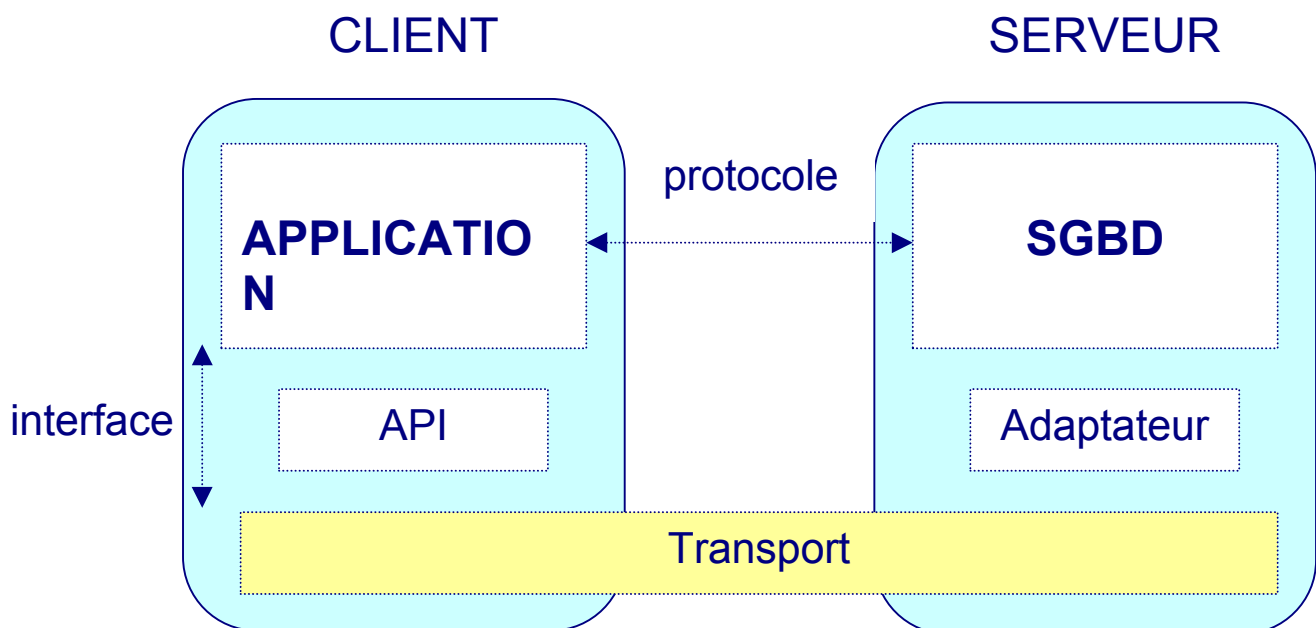 CLIENT
SERVEUR
protocole
APPLICATIO
N
SGBD
interface
API
Adaptateur
Transport